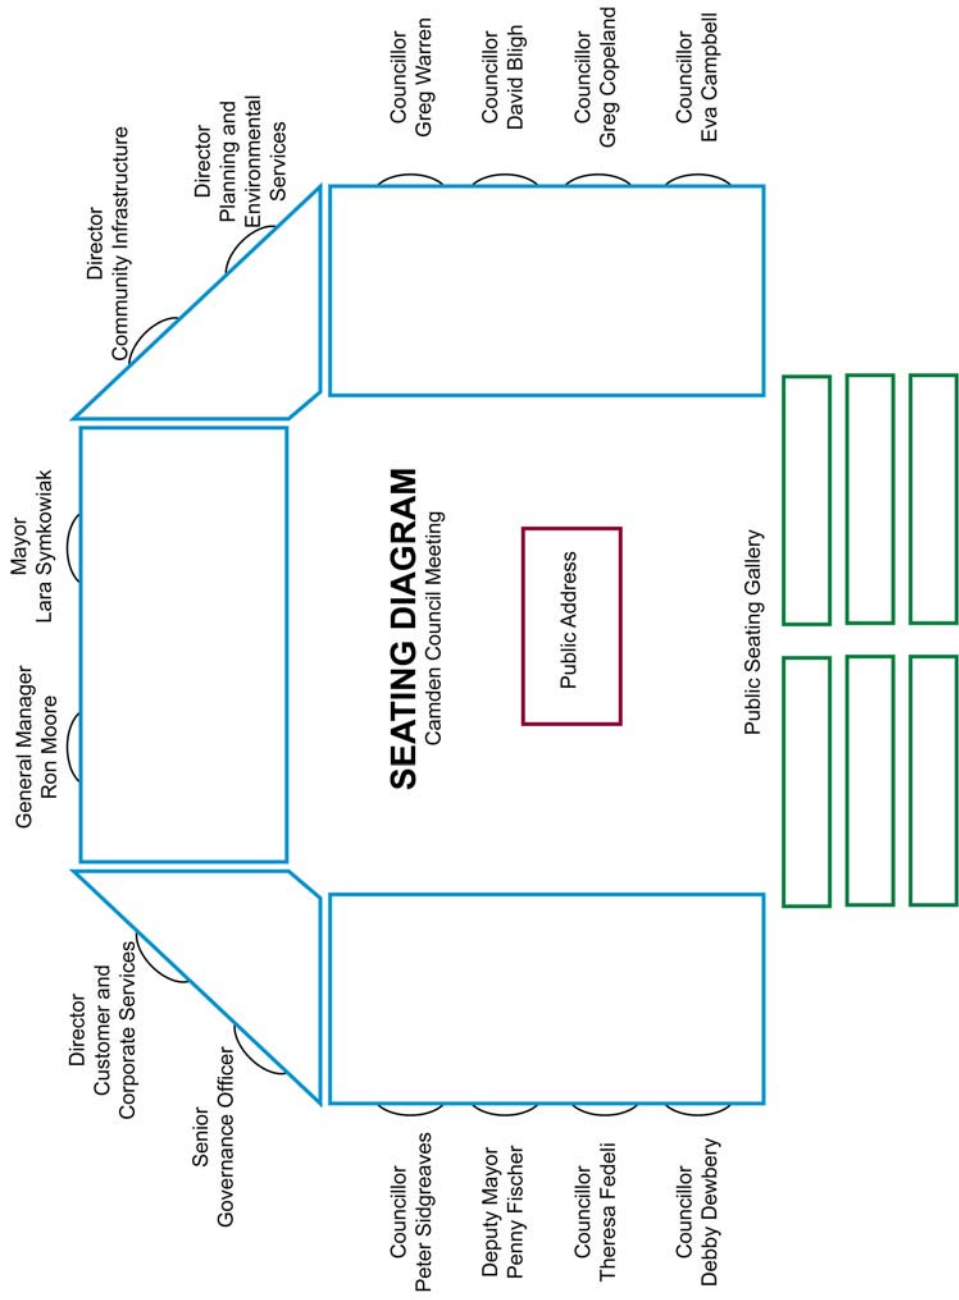 General Manager
Ron Moore
Mayor
Lara Symkowiak
Director
Customer and
Corporate Services
Director
Community Infrastructure
Senior
Governance Officer
Director
Planning and
Environmental
Services
Councillor
Peter Sidgreaves
Deputy Mayor
Penny Fischer
Councillor
Theresa Fedeli
Councillor
Debby Dewbery
SEATING DIAGRAM
Camden Council Meeting
Public Address
Public Seating Gallery
Councillor
Greg Warren
Councillor
David Bligh
Councillor
Greg Copeland
Councillor
Eva Campbell